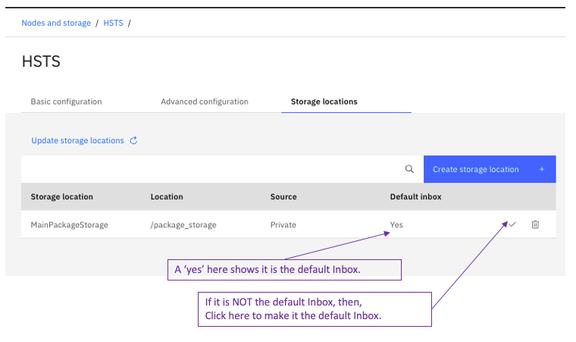 Nodes and storage / HSTS /
HSTS
Basic configuration Advanced configuration Storage locations
Update storage locations
Create storage location +
Storage location Location Source Default inbox
MainPackageStorage /package_storage Private Yes
A ‘yes’ here shows it is the default Inbox.
If it is NOT the default Inbox, then,
Click here to make it the default Inbox.